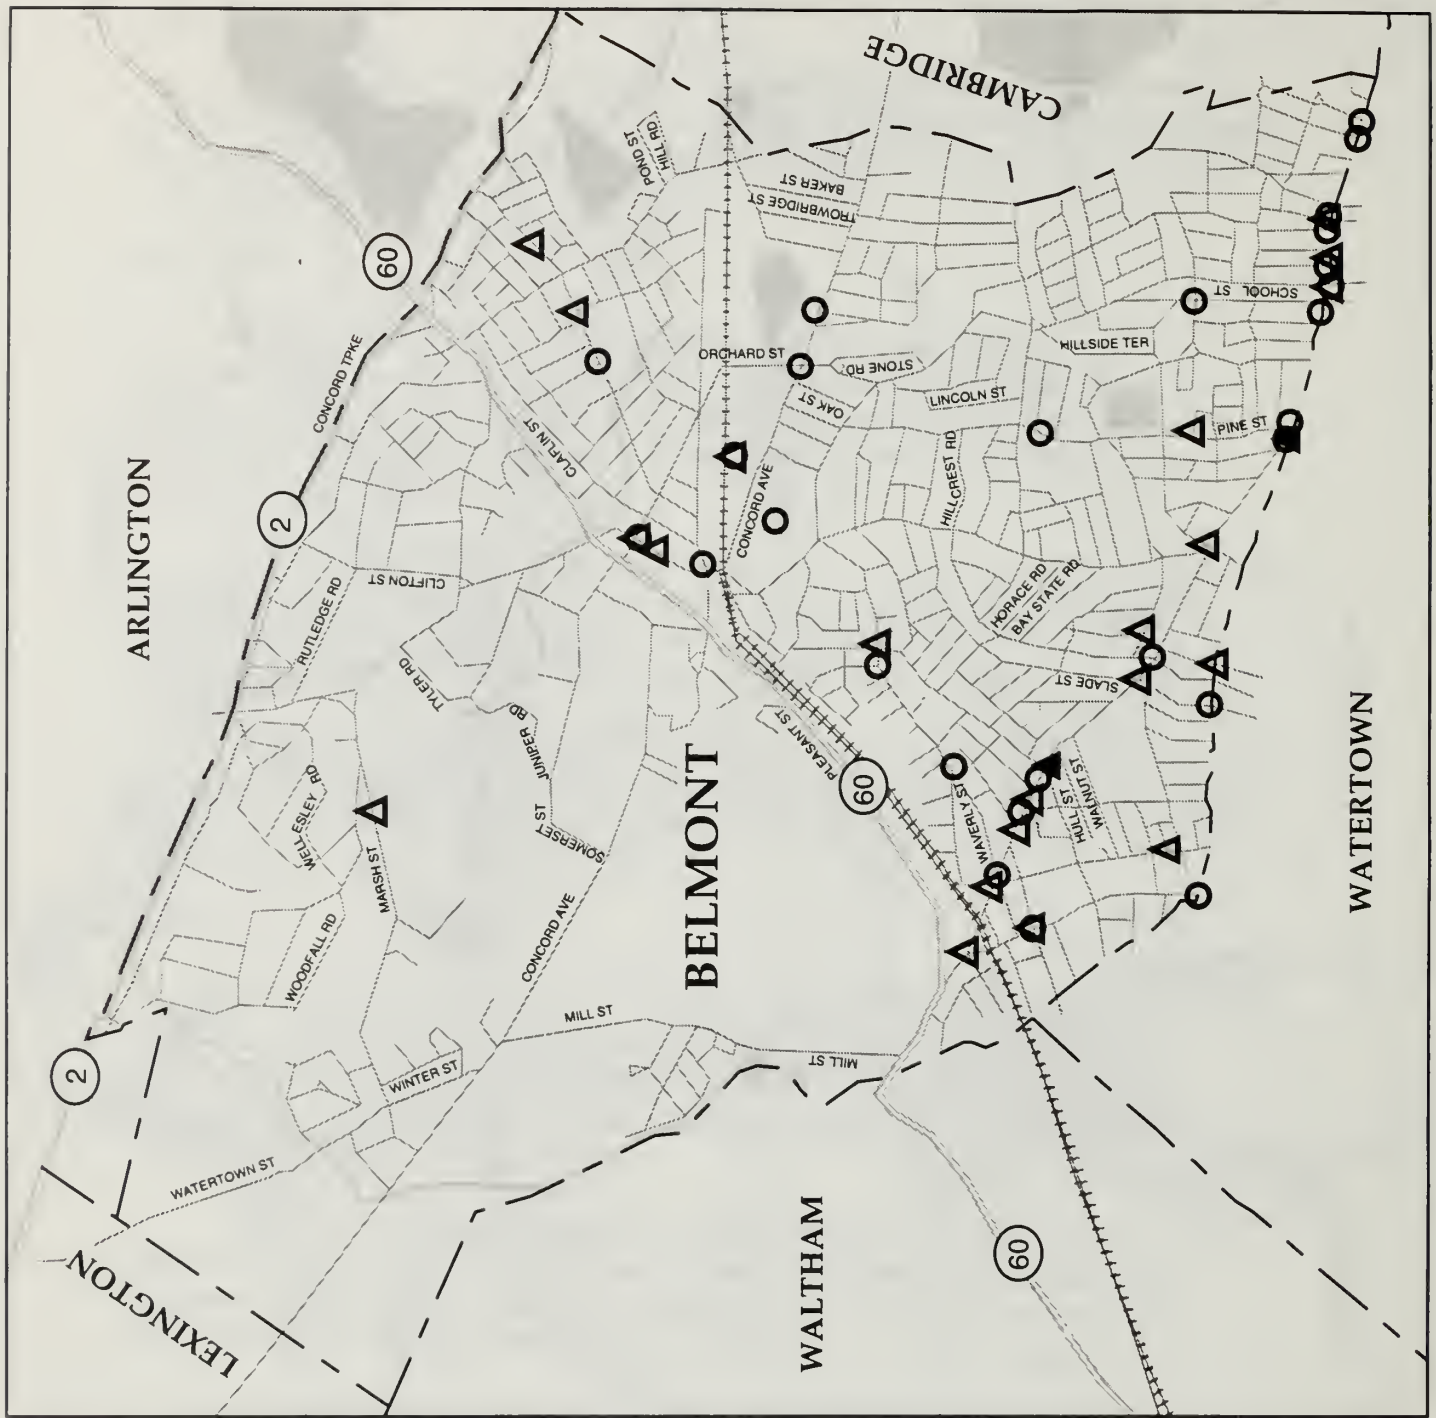 CAMBRIDGE
POND ST
HILL RD
BAKER ST
TROWBRIDGE ST
60
CONCORD TPKE
SCHOOL ST
HILLSIDE TER
ORCHARD ST
STONE RD
OAK ST
LINCOLN ST
PINE ST
CLAFLIN ST
HILLCREST RD
CONCORD AVE
2
ARLINGTON
CLIFTON ST
RUTLEDGE RD
HORACE RD
BAY STATE RD
TYLER RD
SLADE ST
JUNIPER RD
PLEASANT ST
BELMONT
60
WELLESLEY RD
SOMERSET ST
WAVERLY ST
HULL ST
WALNUT ST
WATERTOWN
MARSH ST
WOODFALL RD
CONCORD AVE
MILL ST
MILL ST
2
WINTER ST
WATERTOWN ST
LEXINGTON
WALTHAM
60